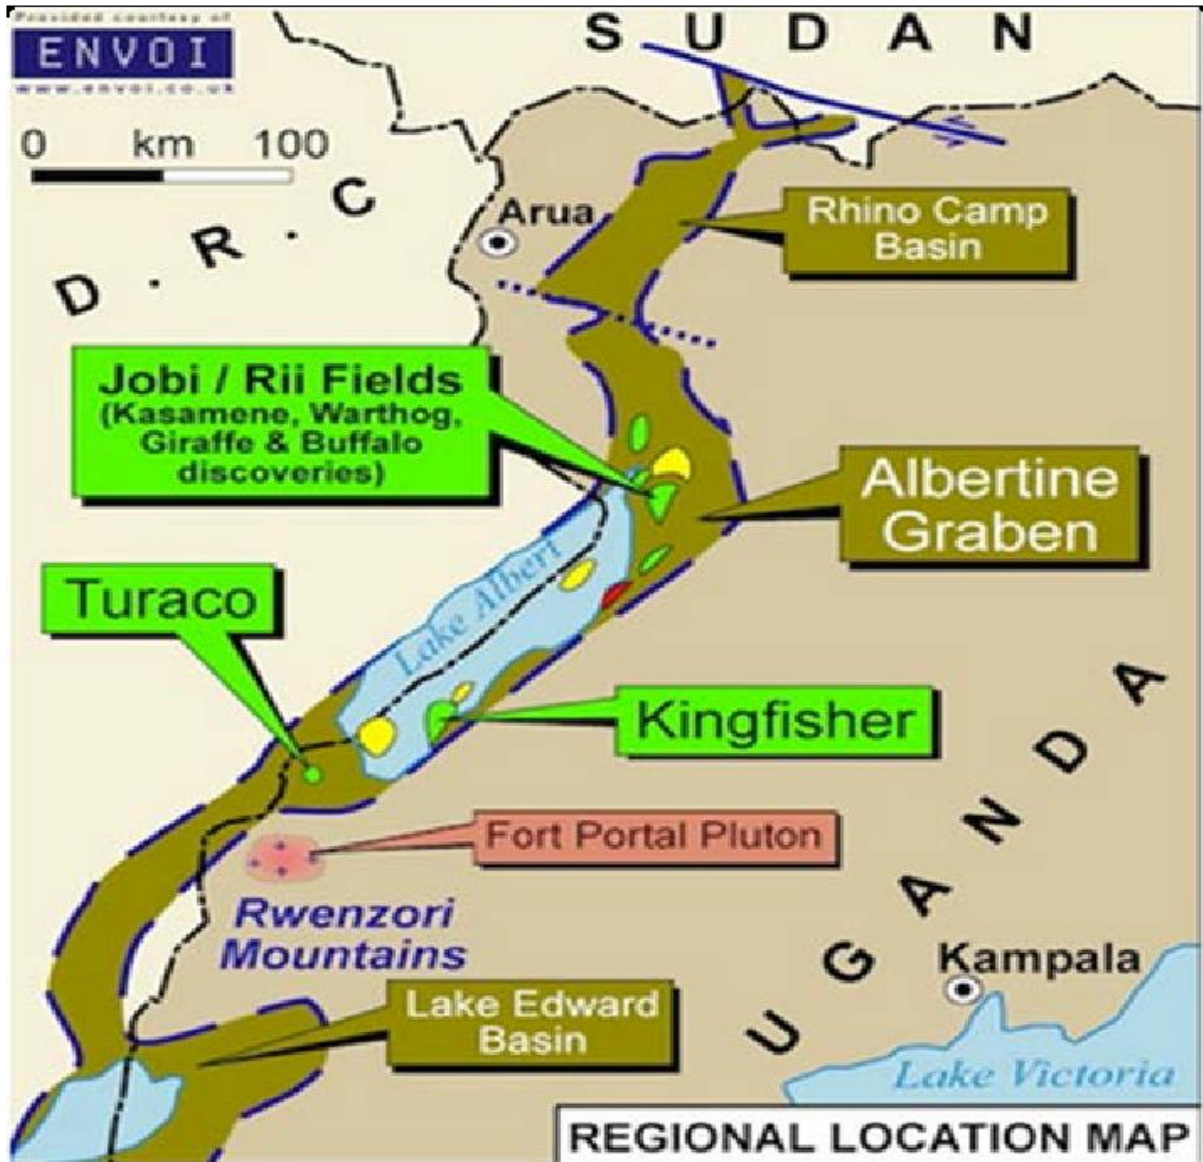 Provided courtesy of
ENVOI
www.envoi.co.uk
SUDAN
0 km 100
D.R.C
Arua
Rhino Camp
Basin
Jobi / Rii Fields
(Kasamene, Warthog,
Giraffe & Buffalo
discoveries)
Albertine
Graben
Lake Albert
Turaco
Kingfisher
Fort Portal Pluton
UGANDA
Rwenzori
Mountains
Kampala
Lake Edward
Basin
Lake Victoria
REGIONAL LOCATION MAP